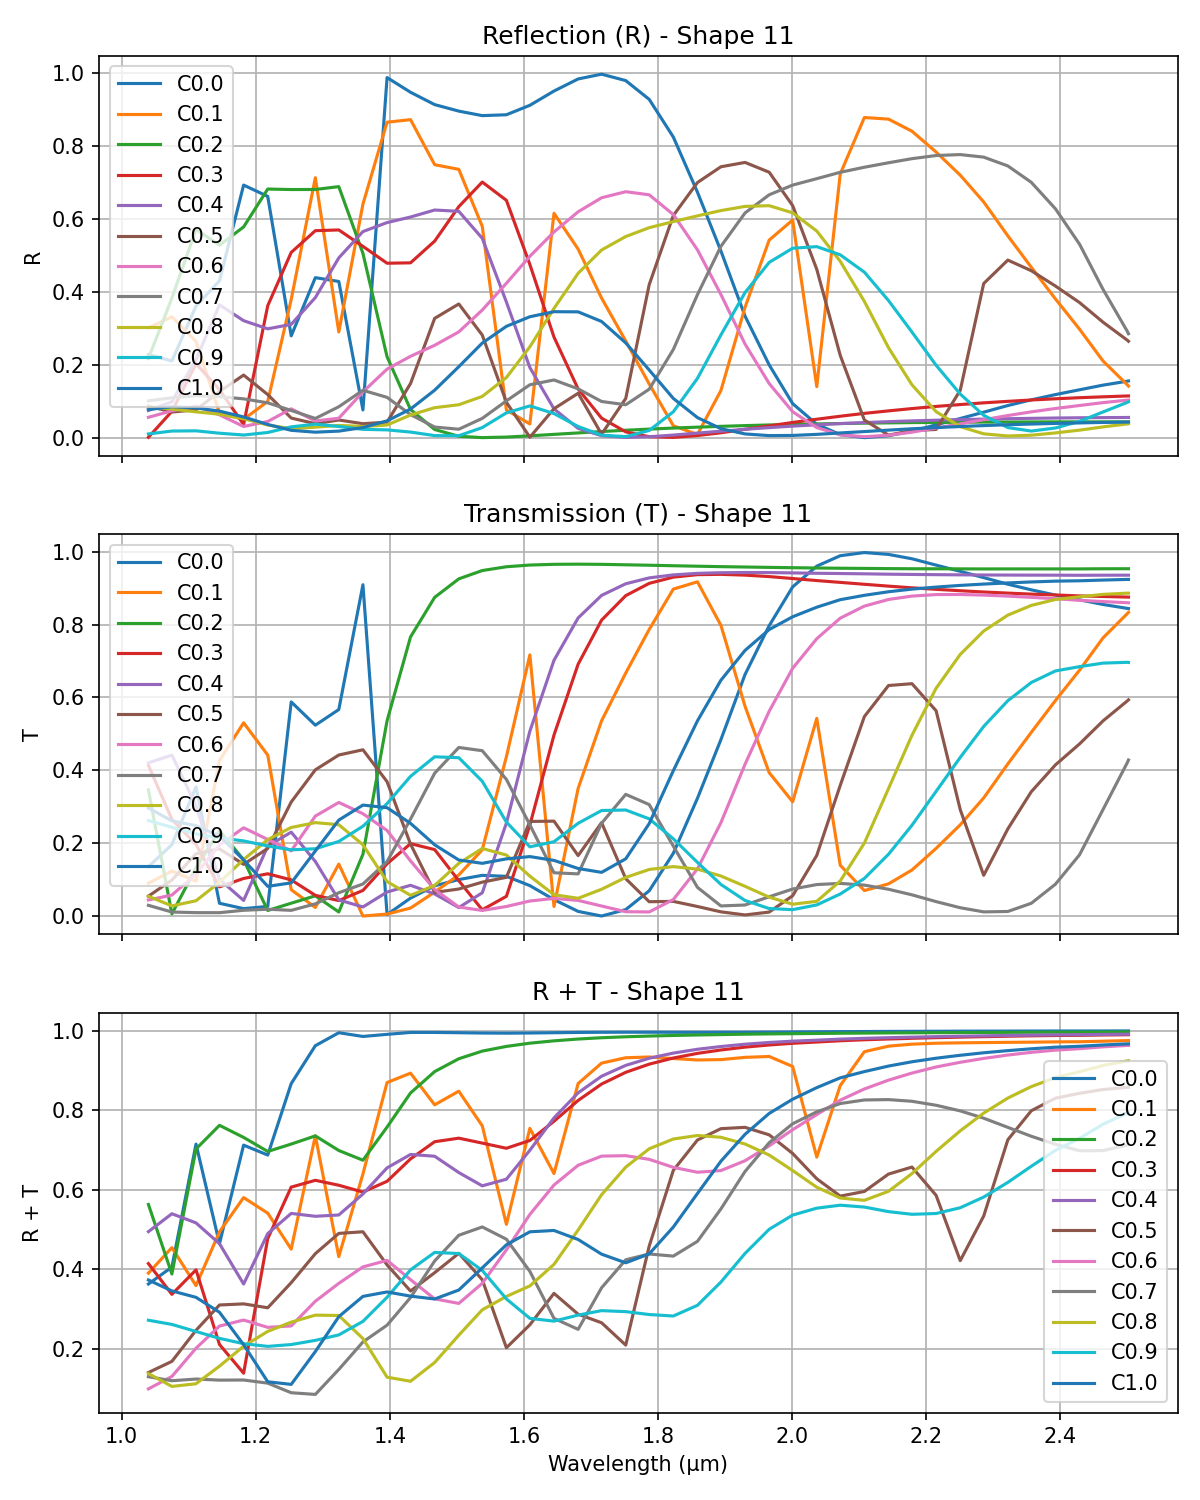 Reflection (R) - Shape 11
1.0
0.8
0.6
0.4
0.2
0.0
R
C0.0
C0.1
C0.2
C0.3
C0.4
C0.5
C0.6
C0.7
C0.8
C0.9
C1.0
Transmission (T) - Shape 11
1.0
0.8
0.6
0.4
0.2
0.0
T
C0.0
C0.1
C0.2
C0.3
C0.4
C0.5
C0.6
C0.7
C0.8
C0.9
C1.0
R + T - Shape 11
1.0
0.8
0.6
0.4
0.2
R + T
C0.0
C0.1
C0.2
C0.3
C0.4
C0.5
C0.6
C0.7
C0.8
C0.9
C1.0
1.0 1.2 1.4 1.6 1.8 2.0 2.2 2.4
Wavelength (μm)